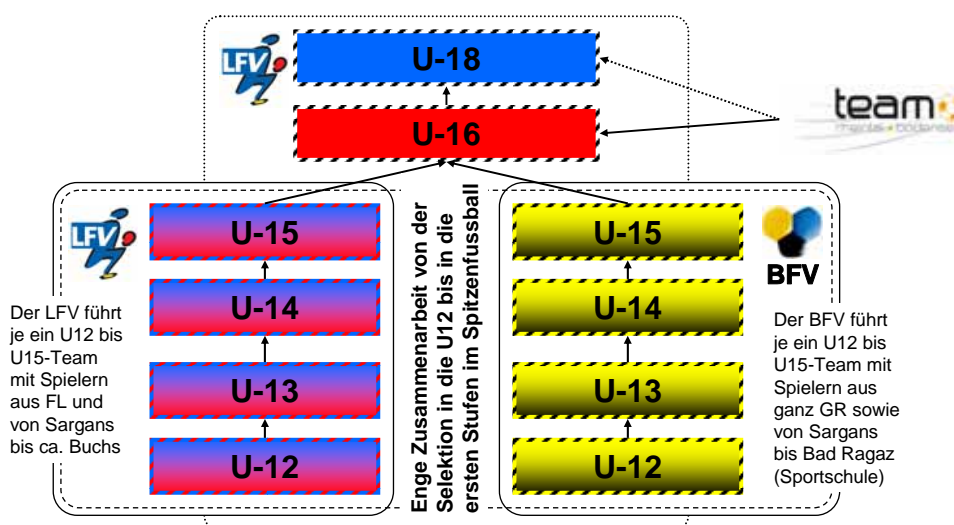 LFV
U-18
U-16
team
rheintal bodensee
LFV
U-15
U-14
U-13
U-12
Der LFV führt
je ein U12 bis
U15-Team
mit Spielern
aus FL und
von Sargans
bis ca. Buchs
Enge Zusammenarbeit von der
Selektion in die U12 bis in die
ersten Stufen im Spitzenfussball
U-15
U-14
U-13
U-12
BFV
Der BFV führt
je ein U12 bis
U15-Team mit
Spielern aus
ganz GR sowie
von Sargans
bis Bad Ragaz
(Sportschule)